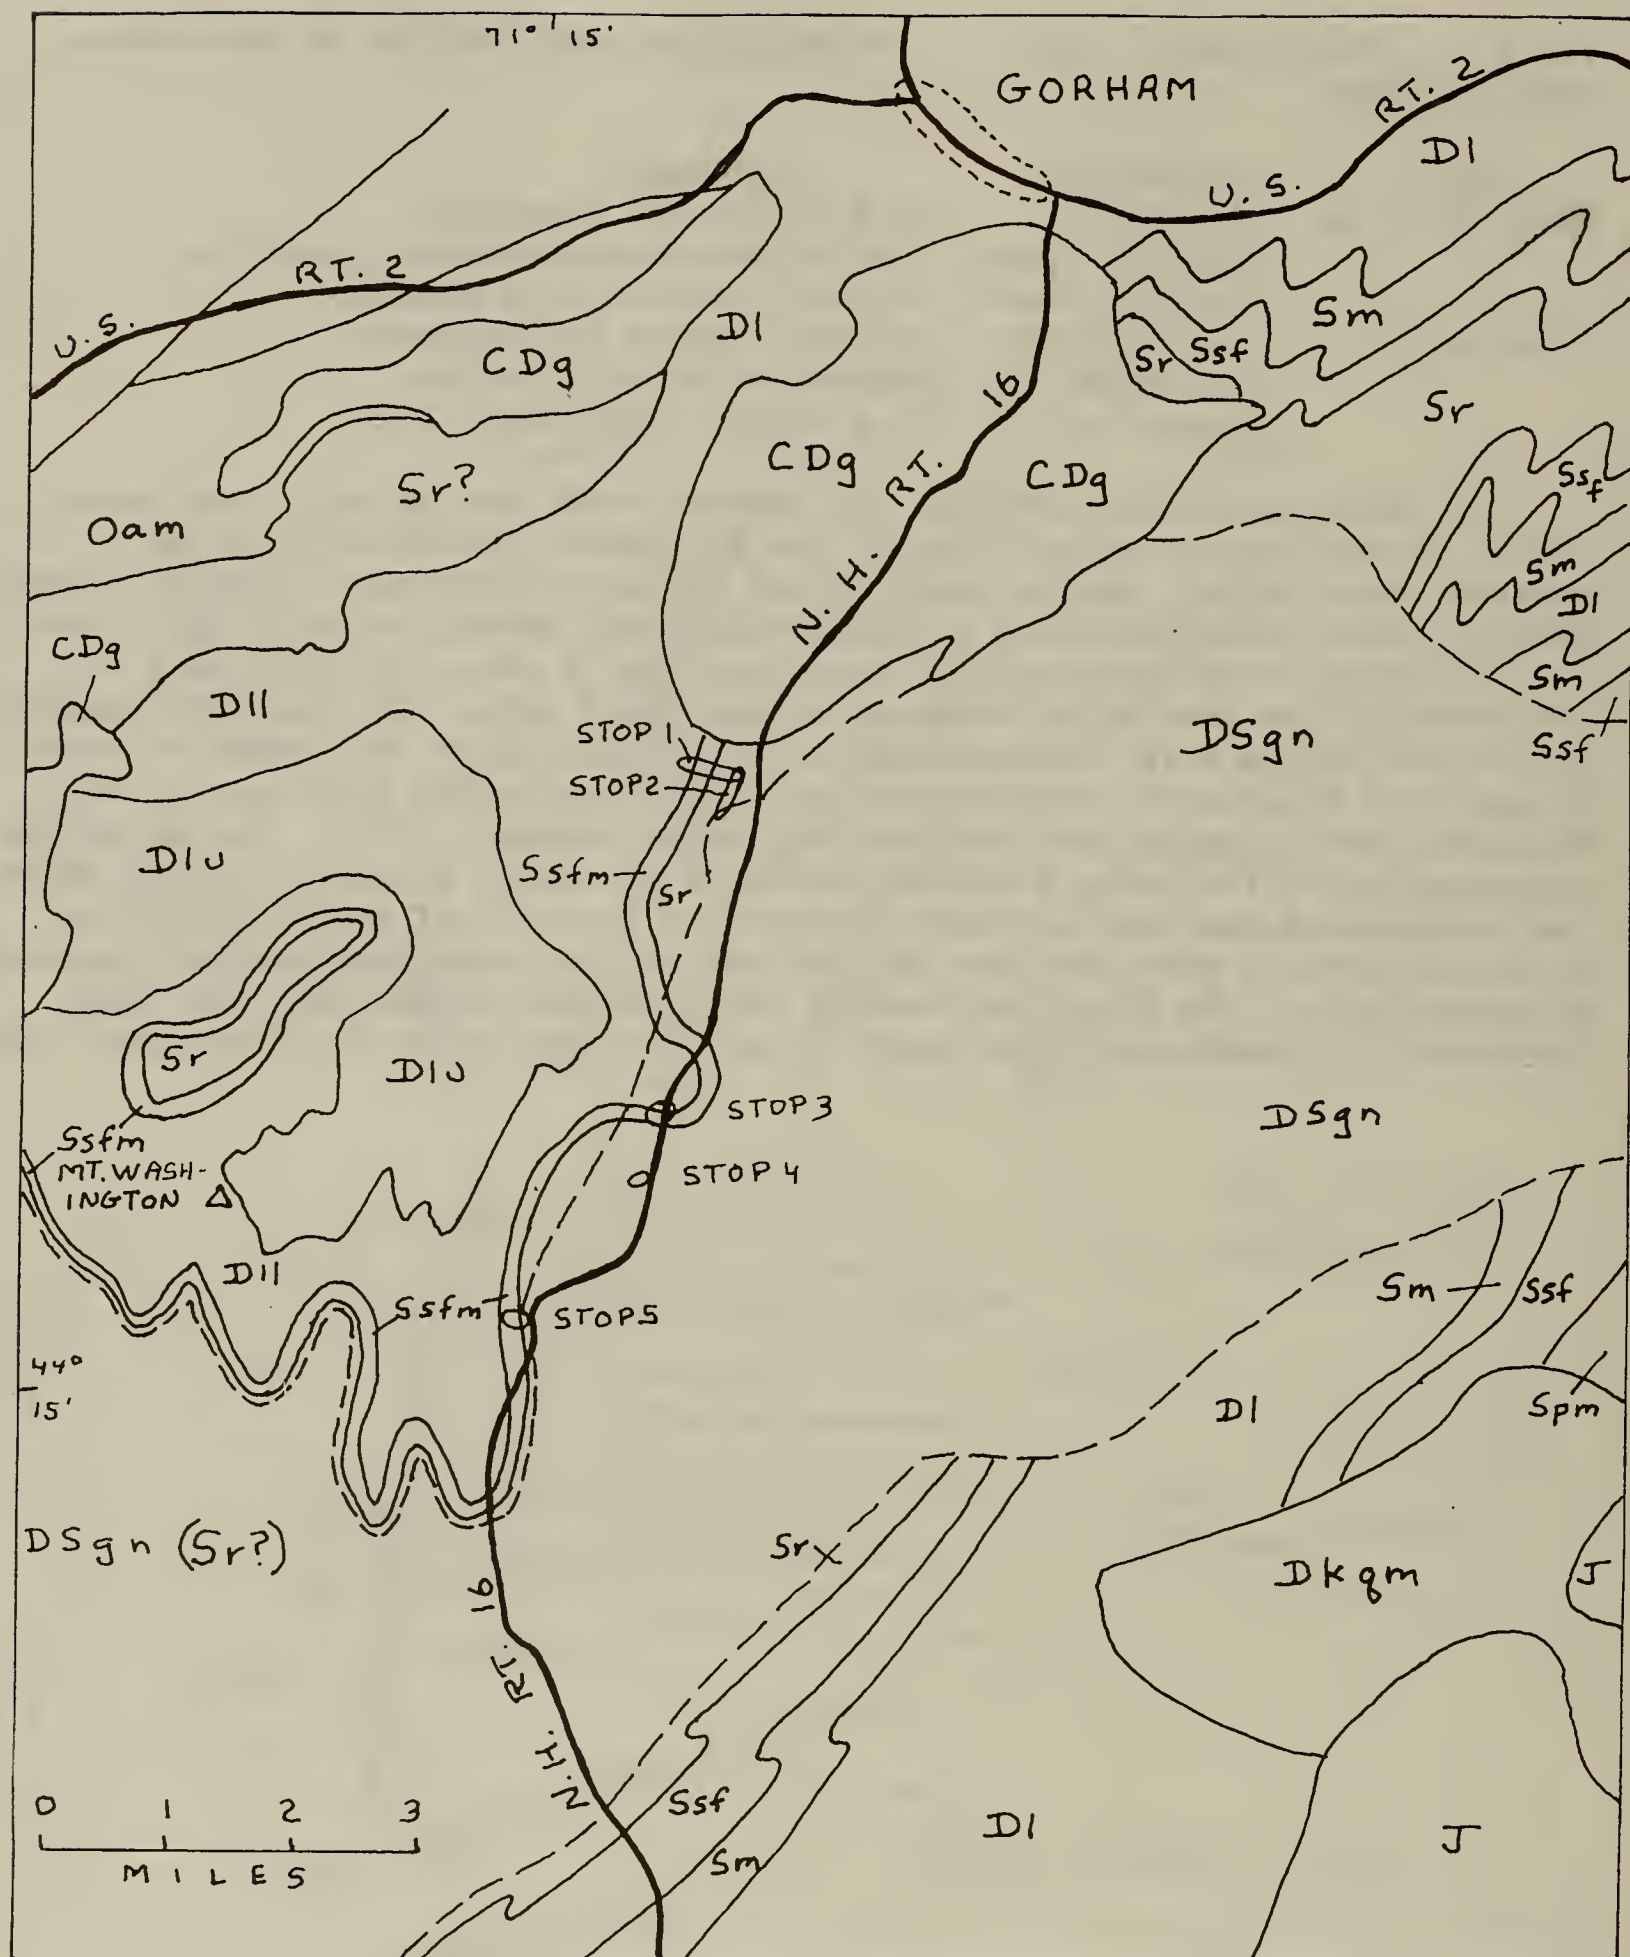 71° 15'
GORHAM
RT. 2
U. S.
Dl
RT. 2
U. S.
Sm
Dl
CDg
Sr
Ssf
16
Sr
Sr?
CDg
CDg
Ssf
RT.
Oam
N. H.
Sm
Dl
CDg
Sm
Dll
DSgn
Ssf
STOP 1
STOP 2
Dlu
Ssfm
Sr
Sr
Dlu
STOP 3
DSgn
Ssfm
MT. WASH-
INGTON
STOP 4
Dll
Sm
Ssf
Ssfm
STOP 5
44°
15'
Dl
Spm
DSgn (Sr?)
Sr
Dkqm
J
16
RT.
N.H.
0 1 2 3
MILES
Ssf
Sm
Dl
J